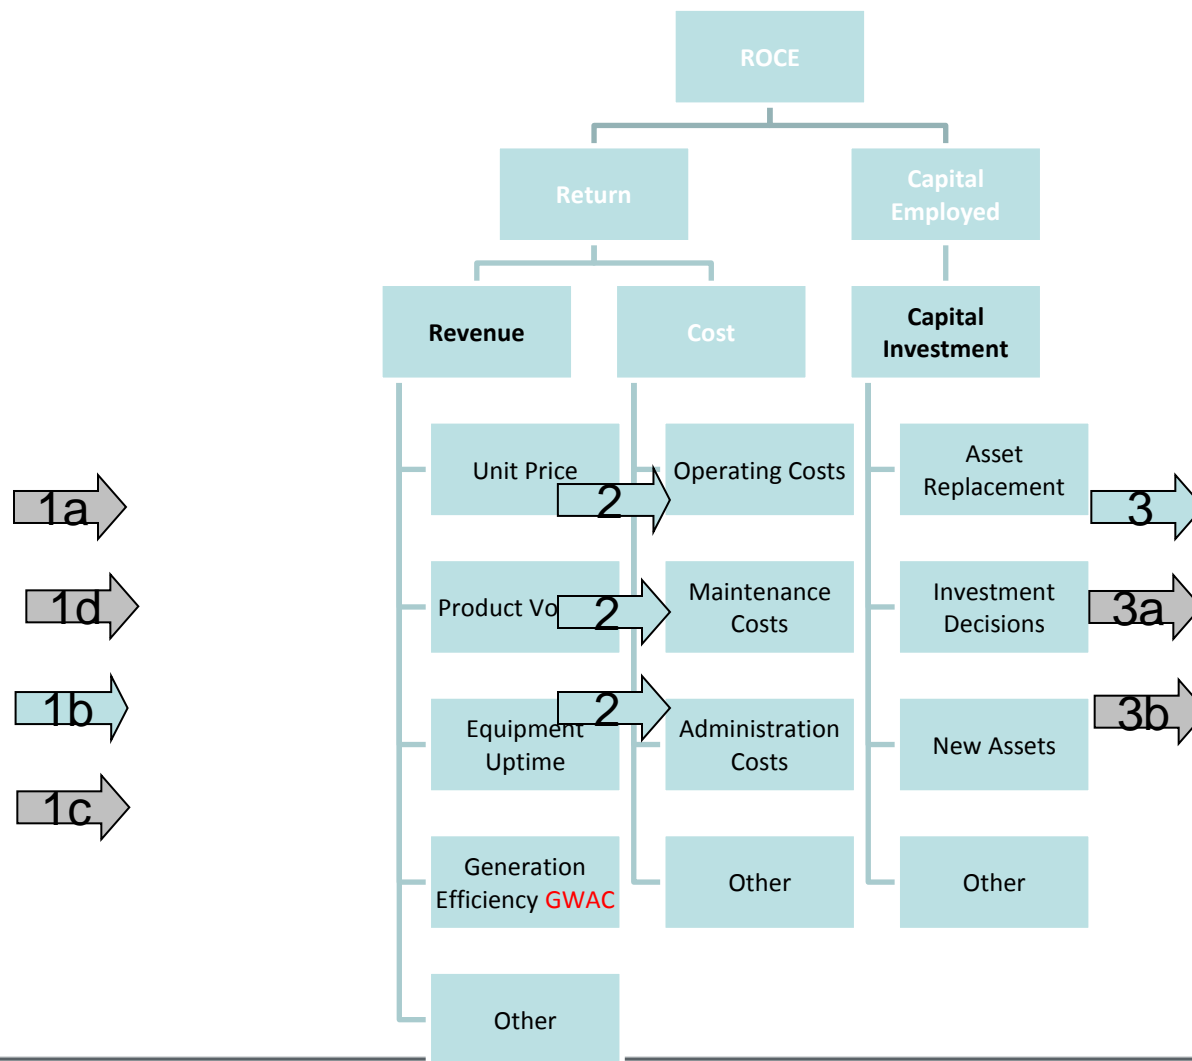 ROCE
Return
Capital
Employed
Revenue
Cost
Capital
Investment
Unit Price
Operating Costs
Asset
Replacement
1a
2
3
Product Vo
Maintenance
Costs
Investment
Decisions
1d
2
3a
Equipment
Uptime
Administration
Costs
New Assets
1b
2
3b
1c
Generation
Efficiency GWAC
Other
Other
Other